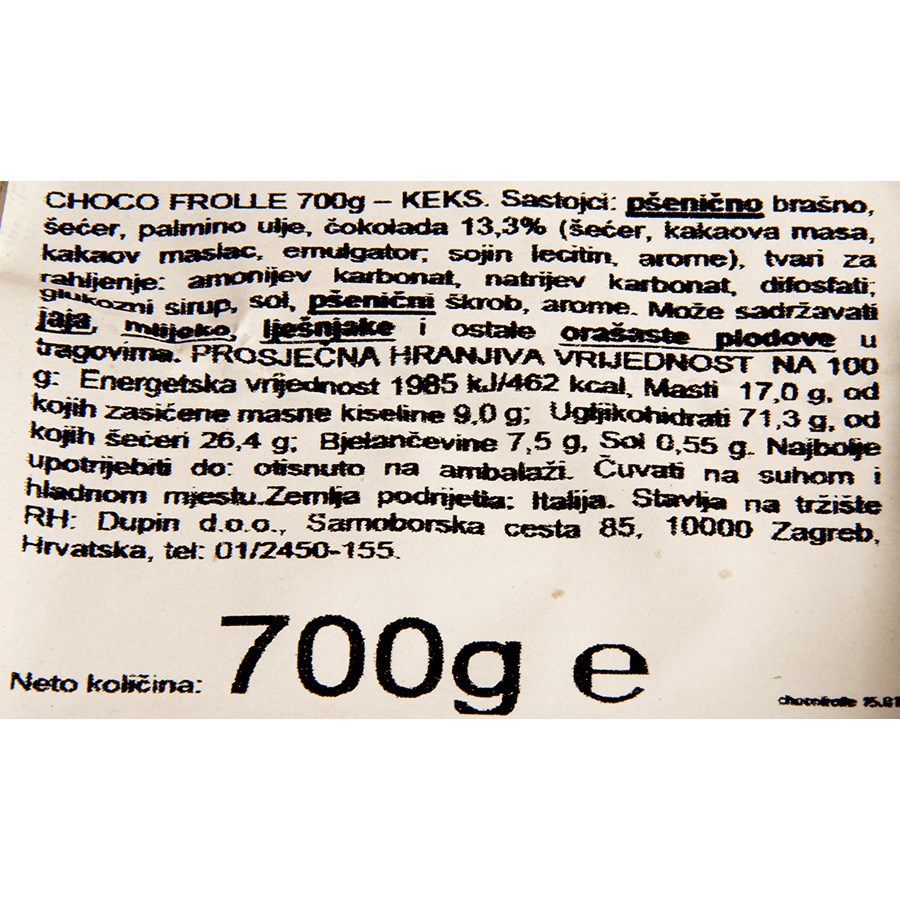 CHOCO FROLLE 700g – KEKS. Sastojci: pšenično brašno,
šećer, palmino ulje, čokolada 13,3% (šećer, kakaova masa,
kakaov maslac, emulgator; sojin lecitin, arome), tvari za
rahljenje: amonijev karbonat, natrijev karbonat, difosfati;
glukozni sirup, sol, pšenični škrob, arome. Može sadržavati
jaja, mlijeko, lješnjake i ostale orašaste plodove u
tragovima. PROSJEČNA HRANJIVA VRIJEDNOST NA 100
g: Energetska vrijednost 1985 kJ/462 kcal, Masti 17,0 g, od
kojih zasićene masne kiseline 9,0 g; Ugljikohidrati 71,3 g, od
kojih šećeri 26,4 g; Bjelančevine 7,5 g, Sol 0,55 g. Najbolje
upotrijebiti do: otisnuto na ambalaži. Čuvati na suhom i
hladnom mjestu.Zemlja podrijetla: Italija. Stavlja na tržište
RH: Dupin d.o.o., Samoborska cesta 85, 10000 Zagreb,
Hrvatska, tel: 01/2450-155.
Neto količina: 700g e